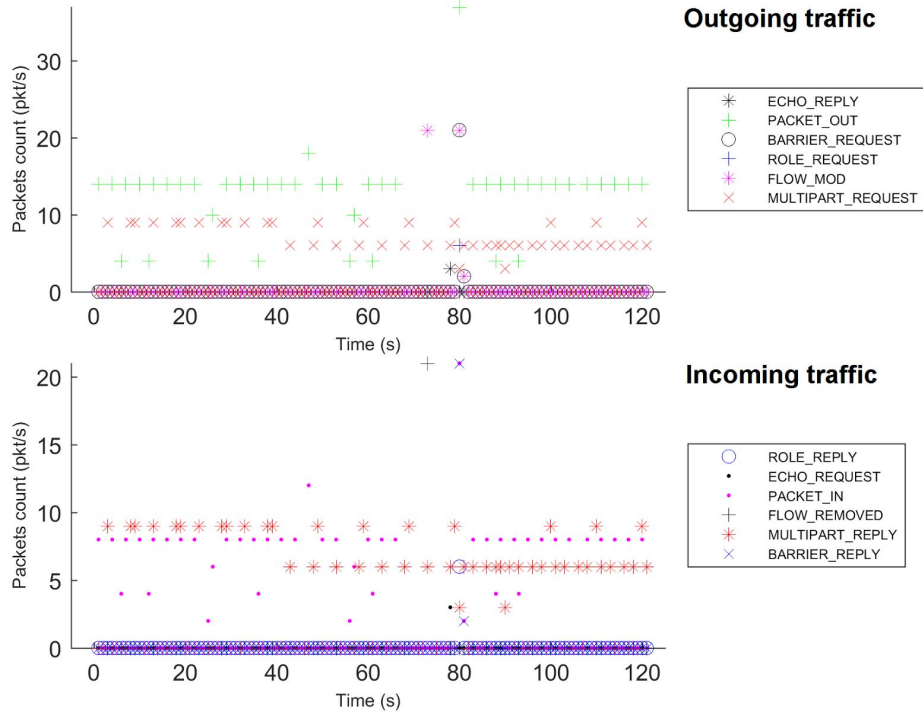 Outgoing traffic
Packets count (pkt/s)
30
20
10
0
0 20 40 60 80 100 120
Time (s)
ECHO_REPLY
PACKET_OUT
BARRIER_REQUEST
ROLE_REQUEST
FLOW_MOD
MULTIPART_REQUEST
Incoming traffic
Packets count (pkt/s)
20
15
10
5
0
0 20 40 60 80 100 120
Time (s)
ROLE_REPLY
ECHO_REQUEST
PACKET_IN
FLOW_REMOVED
MULTIPART_REPLY
BARRIER_REPLY